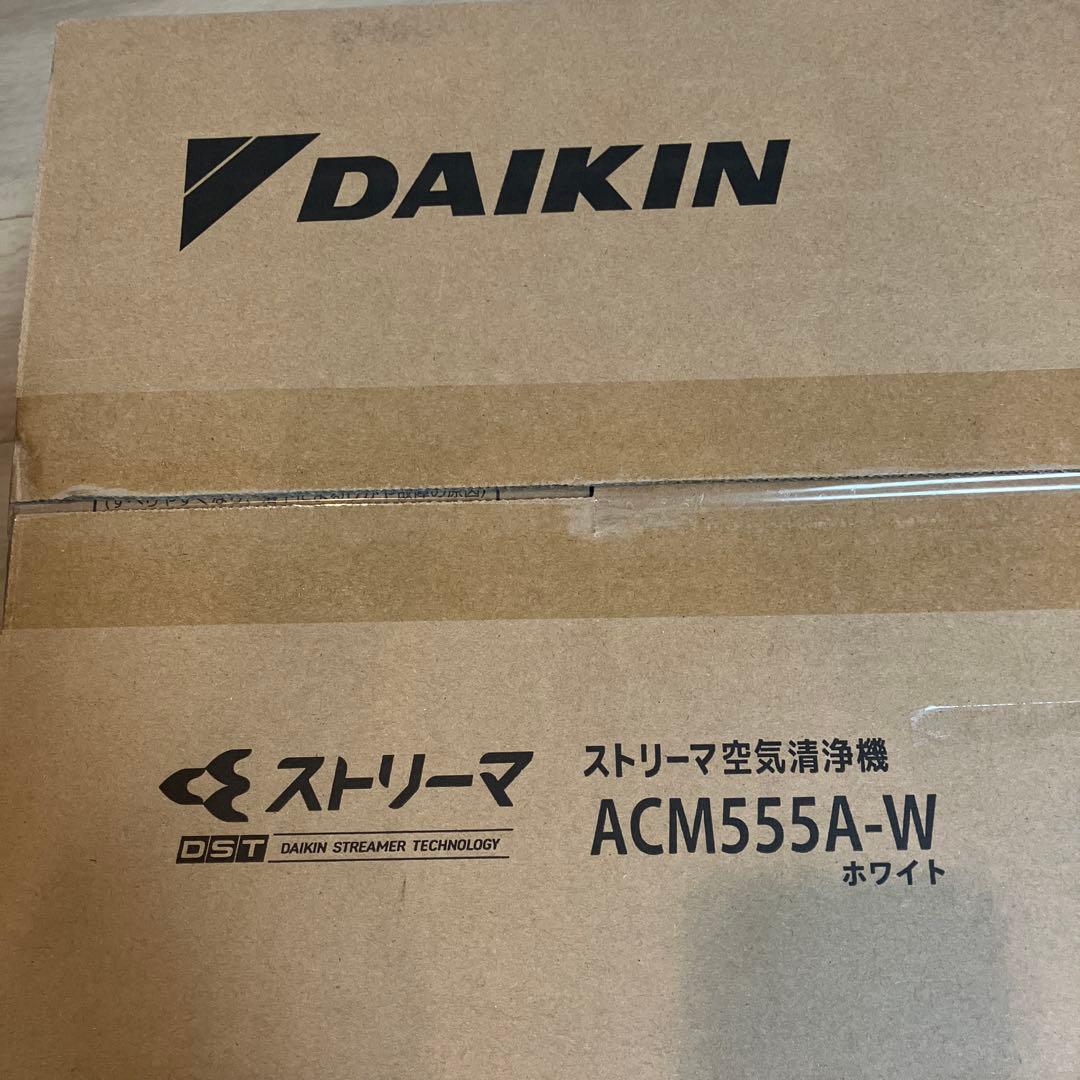 DAIKIN
ストリーマ
DST DAIKIN STREAMER TECHNOLOGY
ストリーマ空気清浄機
ACM555A-W
ホワイト